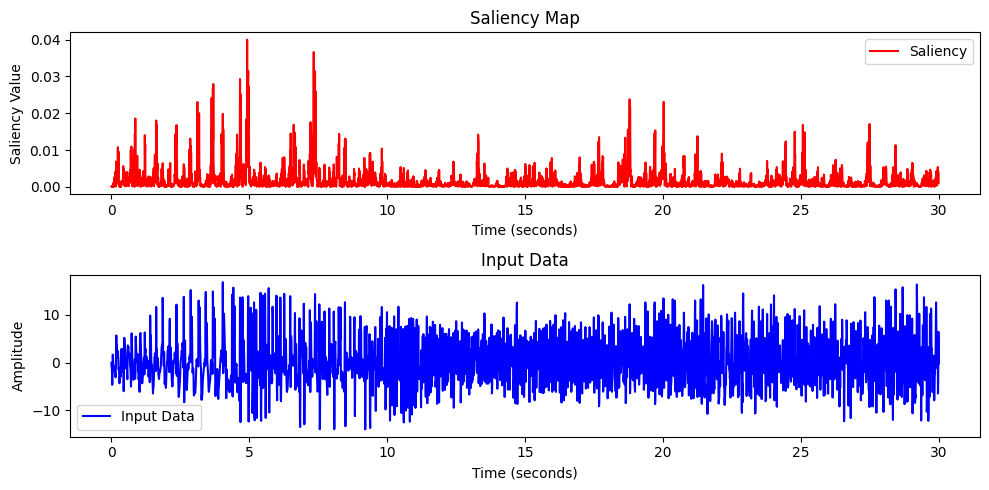 Saliency Map
Saliency Value
0.04
0.03
0.02
0.01
0.00
Saliency
0
5
10
15
20
25
30
Time (seconds)
Input Data
Amplitude
10
0
−10
Input Data
0
5
10
15
20
25
30
Time (seconds)